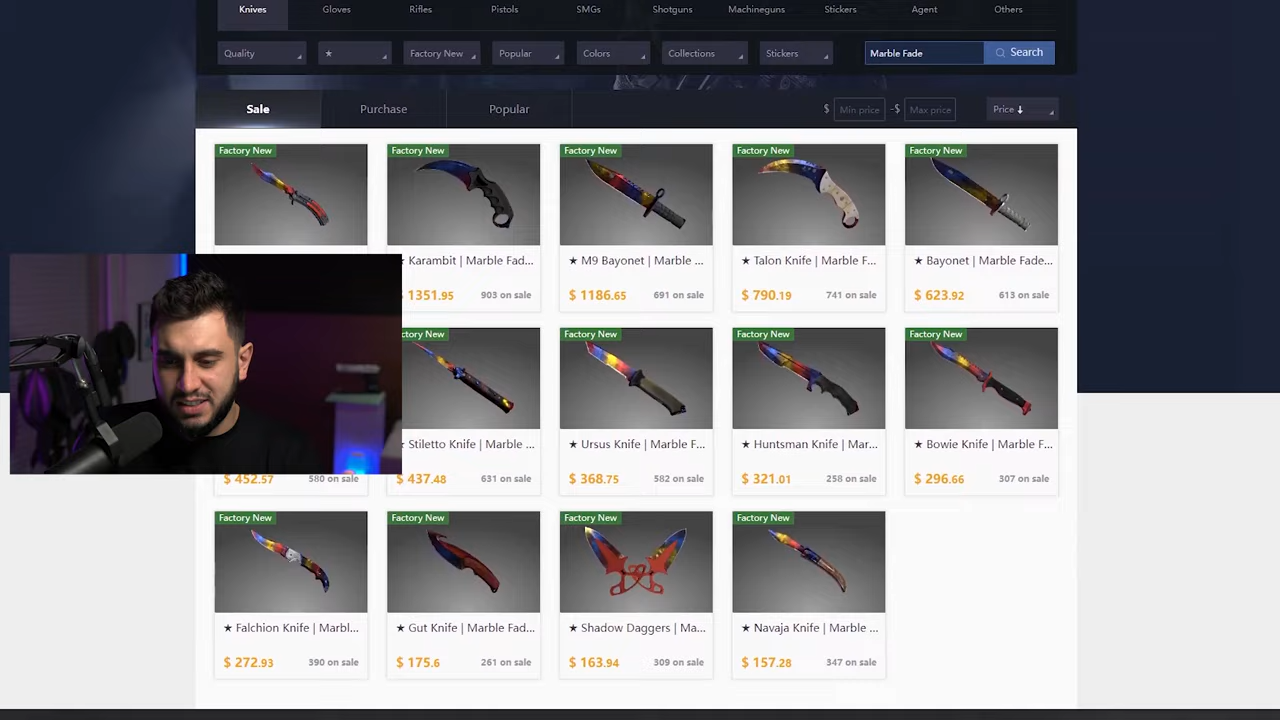 Knives Gloves Rifles Pistols SMGs Shotguns Machineguns Stickers Agent Others
Quality ★ Factory New Popular Colors Collections Stickers Marble Fade Search
Sale Purchase Popular $ Min price -$ Max price Price
Factory New Factory New Factory New Factory New Factory New
★ Karambit | Marble Fad... ★ M9 Bayonet | Marble ... ★ Talon Knife | Marble F... ★ Bayonet | Marble Fade...
$ 1351.95 903 on sale $ 1186.65 691 on sale $ 790.19 741 on sale $ 623.92 613 on sale
Factory New Factory New Factory New Factory New
★ Stiletto Knife | Marble ... ★ Ursus Knife | Marble F... ★ Huntsman Knife | Mar... ★ Bowie Knife | Marble F...
$ 452.57 580 on sale $ 437.48 631 on sale $ 368.75 582 on sale $ 321.01 258 on sale $ 296.66 307 on sale
Factory New Factory New Factory New Factory New
★ Falchion Knife | Marbl... ★ Gut Knife | Marble Fad... ★ Shadow Daggers | Ma... ★ Navaja Knife | Marble ...
$ 272.93 390 on sale $ 175.6 261 on sale $ 163.94 309 on sale $ 157.28 347 on sale